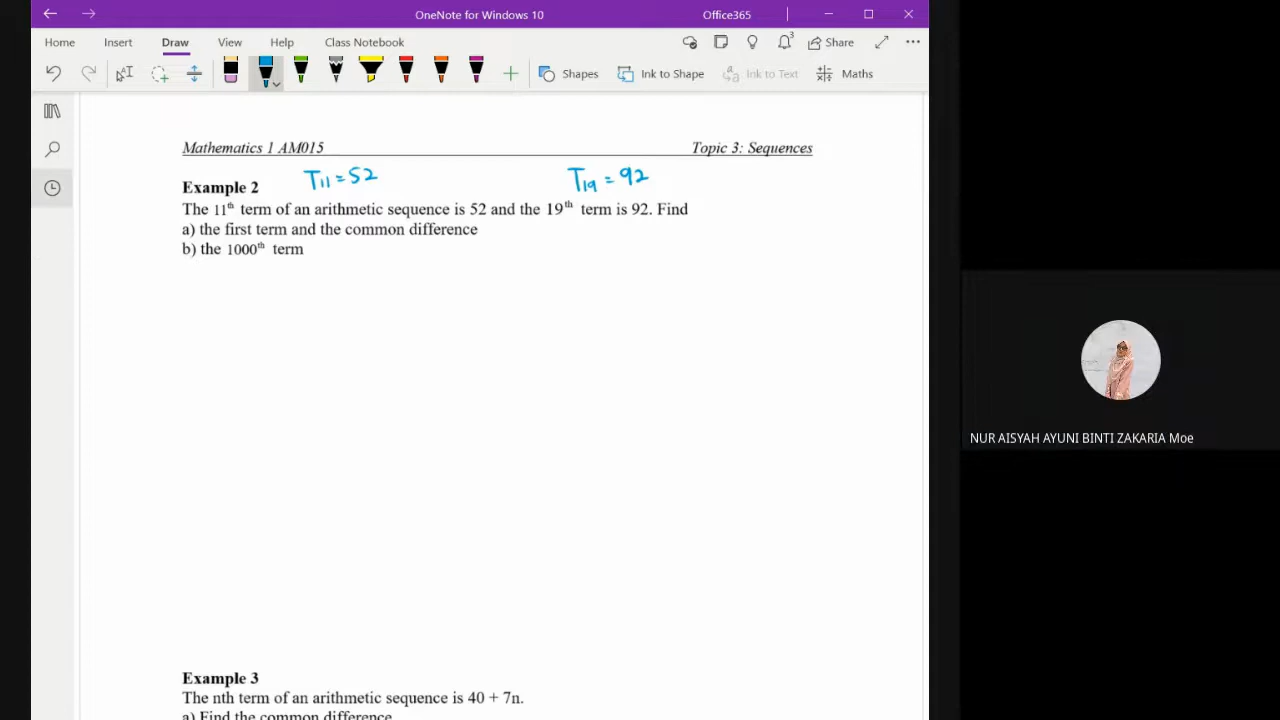 OneNote for Windows 10
Office365
Home Insert Draw View Help Class Notebook
3
Share
Shapes Ink to Shape Ink to Text Maths
Mathematics 1 AM015 Topic 3: Sequences
T11 = 52 T19 = 92
Example 2
The 11th term of an arithmetic sequence is 52 and the 19th term is 92. Find
a) the first term and the common difference
b) the 1000th term
NUR AISYAH AYUNI BINTI ZAKARIA Moe
Example 3
The nth term of an arithmetic sequence is 40 + 7n.
a) Find the common difference